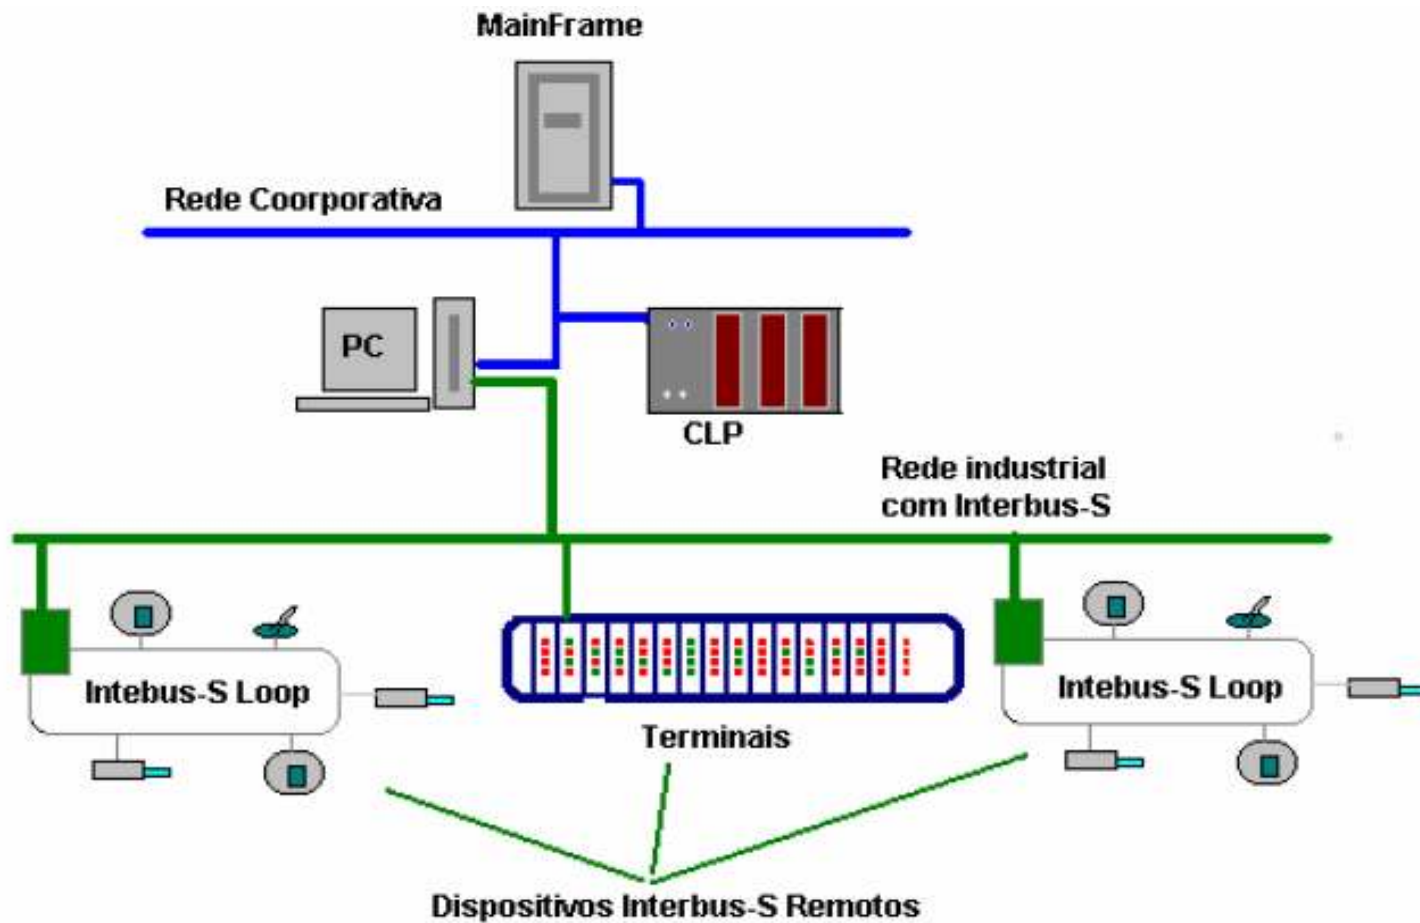 MainFrame
Rede Coorporativa
PC
CLP
Rede industrial
com Interbus-S
Intebus-S Loop
Intebus-S Loop
Terminais
Dispositivos Interbus-S Remotos